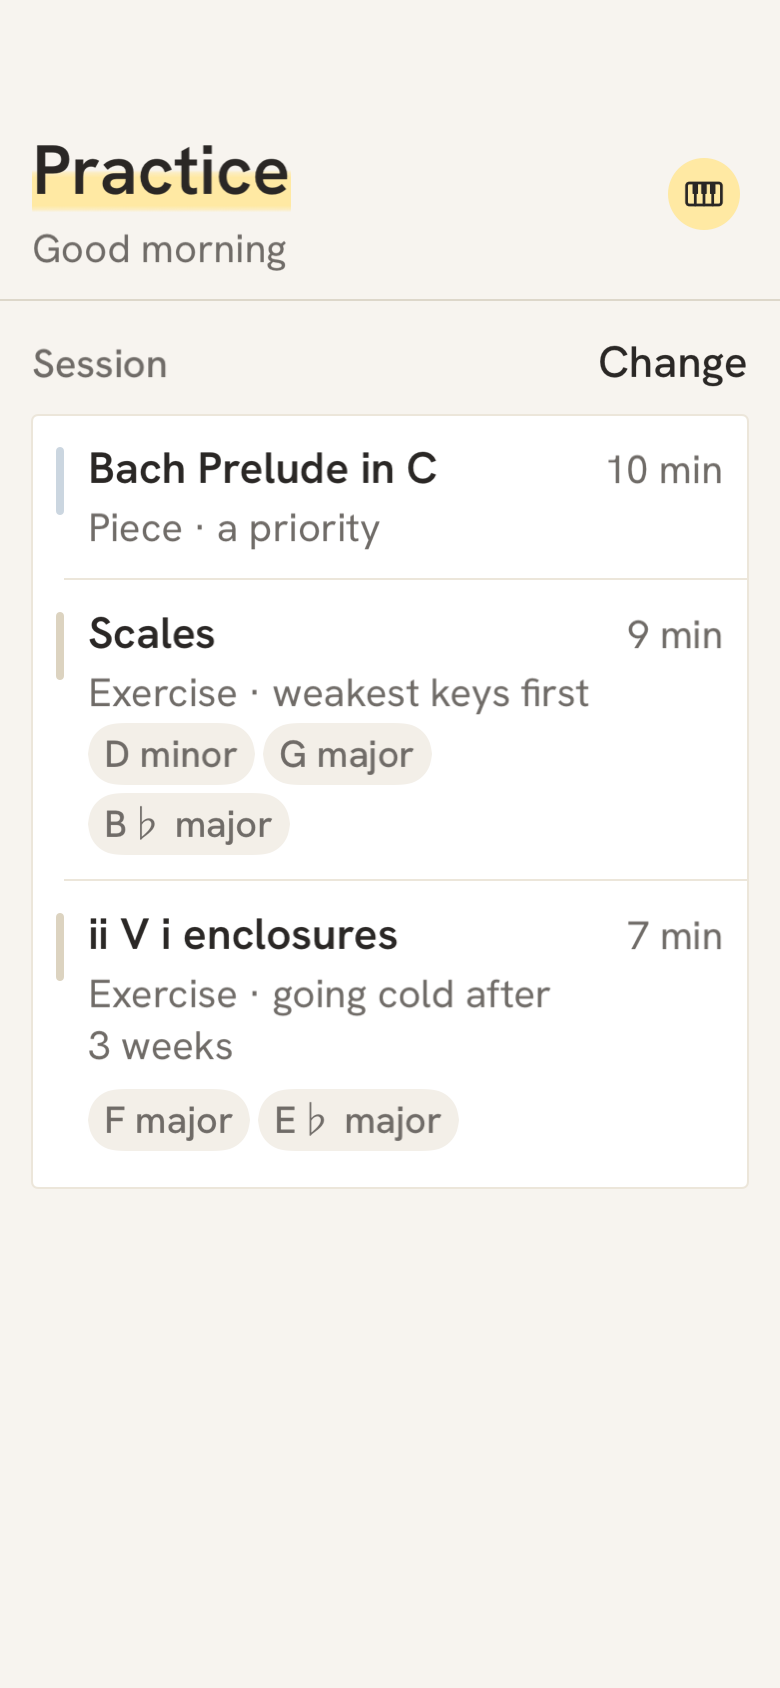 Practice
Good morning
Session
Change
Bach Prelude in C
10 min
Piece · a priority
Scales
9 min
Exercise · weakest keys first
D minor
G major
B♭ major
ii V i enclosures
7 min
Exercise · going cold after
3 weeks
F major
E♭ major